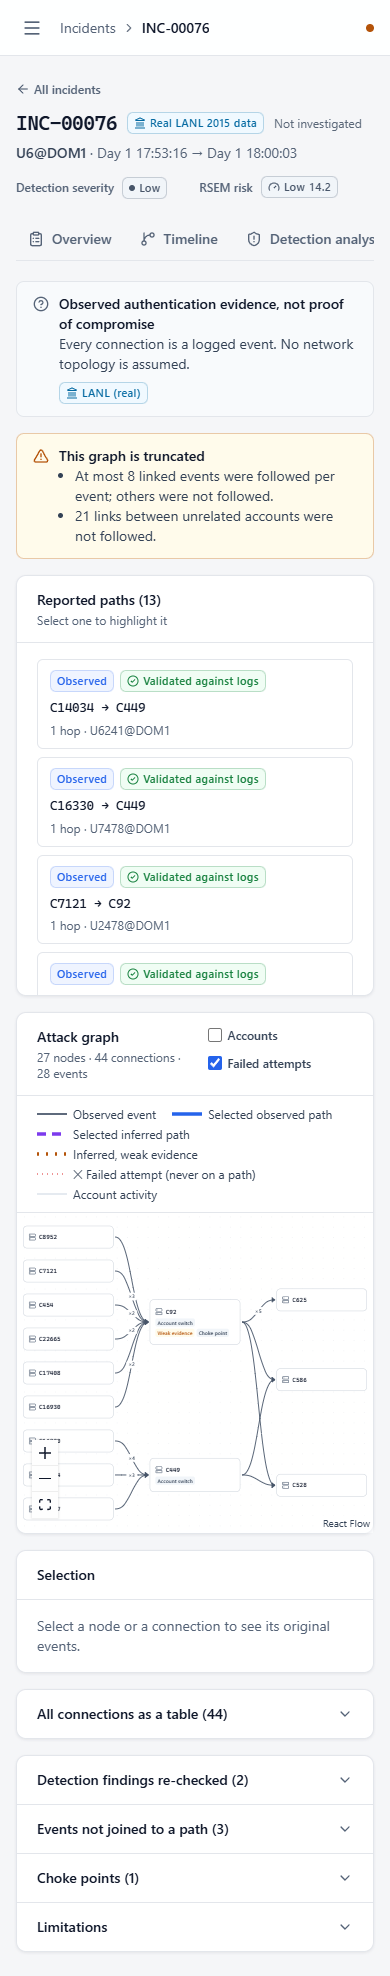 Incidents > INC-00076
← All incidents
INC-00076 Real LANL 2015 data Not investigated
U6@DOM1 · Day 1 17:53:16 → Day 1 18:00:03
Detection severity Low RSEM risk Low 14.2
Overview Timeline Detection analys
Observed authentication evidence, not proof
of compromise
Every connection is a logged event. No network
topology is assumed.
LANL (real)
This graph is truncated
• At most 8 linked events were followed per
event; others were not followed.
• 21 links between unrelated accounts were
not followed.
Reported paths (13)
Select one to highlight it
Observed Validated against logs
C14034 → C449
1 hop · U6241@DOM1
Observed Validated against logs
C16330 → C449
1 hop · U7478@DOM1
Observed Validated against logs
C7121 → C92
1 hop · U2478@DOM1
Observed Validated against logs
Attack graph
27 nodes · 44 connections ·
28 events
Accounts
Failed attempts
Observed event Selected observed path
Selected inferred path
Inferred, weak evidence
Failed attempt (never on a path)
Account activity
C8952
C7121
C454
C22665
C17408
C16930
C92
Account switch
Weak evidence Choke point
C449
Account switch
C625
C586
C528
React Flow
Selection
Select a node or a connection to see its original
events.
All connections as a table (44)
Detection findings re-checked (2)
Events not joined to a path (3)
Choke points (1)
Limitations